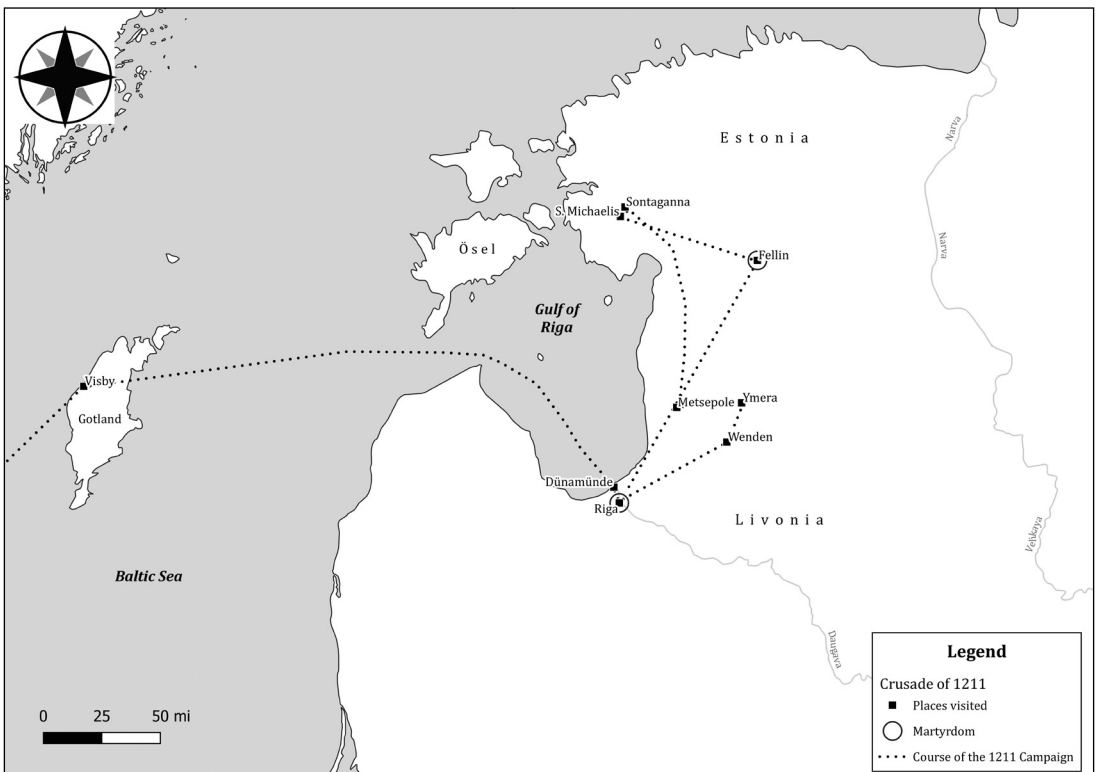 Estonia
Narva
Sontaganna
S. Michaelis
Ösel
Narva
Fellin
Gulf of
Riga
Visby
Metsepole
Ymera
Gotland
Wenden
Dünamünde
Riga
Livonia
Velikaya
Baltic Sea
Daugava
Legend
Crusade of 1211
Places visited
Martyrdom
Course of the 1211 Campaign
0 25 50 mi